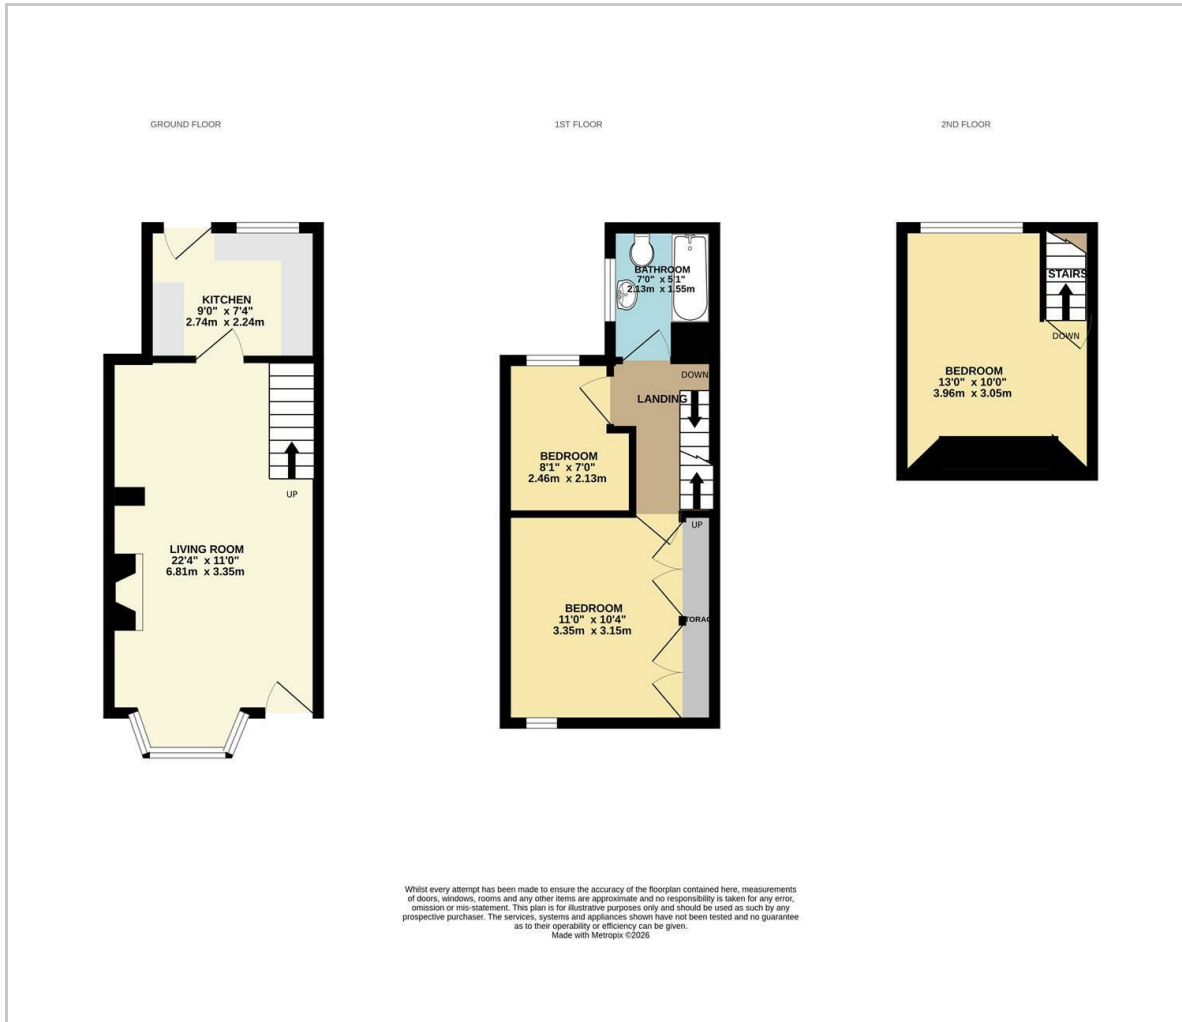 GROUND FLOOR
1ST FLOOR
2ND FLOOR
KITCHEN
9'0" x 7'4"
2.74m x 2.24m
UP
LIVING ROOM
22'4" x 11'0"
6.81m x 3.35m
BATHROOM
7'0" x 5'1"
2.13m x 1.55m
DOWN
LANDING
BEDROOM
8'1" x 7'0"
2.46m x 2.13m
UP
BEDROOM
11'0" x 10'4"
3.35m x 3.15m
TORAG
STAIRS
DOWN
BEDROOM
13'0" x 10'0"
3.96m x 3.05m
Whilst every attempt has been made to ensure the accuracy of the floorplan contained here, measurements
of doors, windows, rooms and any other items are approximate and no responsibility is taken for any error,
omission or mis-statement. This plan is for illustrative purposes only and should be used as such by any
prospective purchaser. The services, systems and appliances shown have not been tested and no guarantee
as to their operability or efficiency can be given.
Made with Metropix ©2026